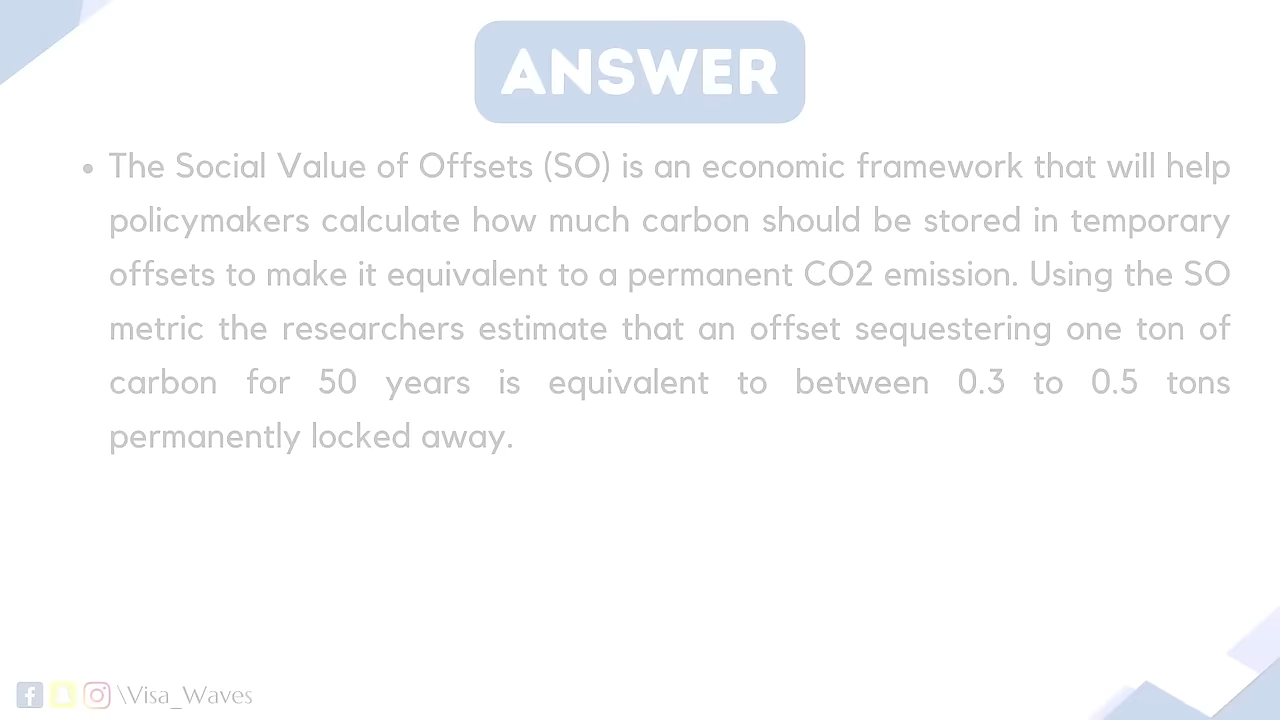 ANSWER
• The Social Value of Offsets (SO) is an economic framework that will help
policymakers calculate how much carbon should be stored in temporary
offsets to make it equivalent to a permanent CO2 emission. Using the SO
metric the researchers estimate that an offset sequestering one ton of
carbon for 50 years is equivalent to between 0.3 to 0.5 tons
permanently locked away.
\Visa_Waves